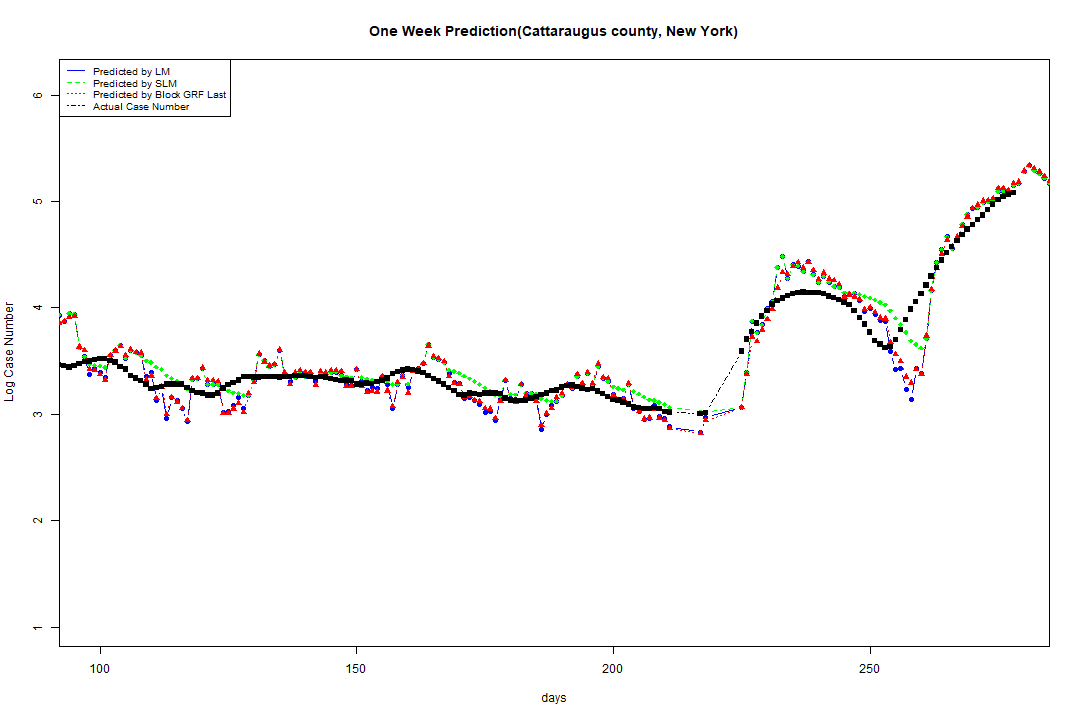 One Week Prediction(Cattaraugus county, New York)
Predicted by LM
Predicted by SLM
Predicted by Block GRF Last
Actual Case Number
Log Case Number
6
5
4
3
2
1
100 150 200 250
days